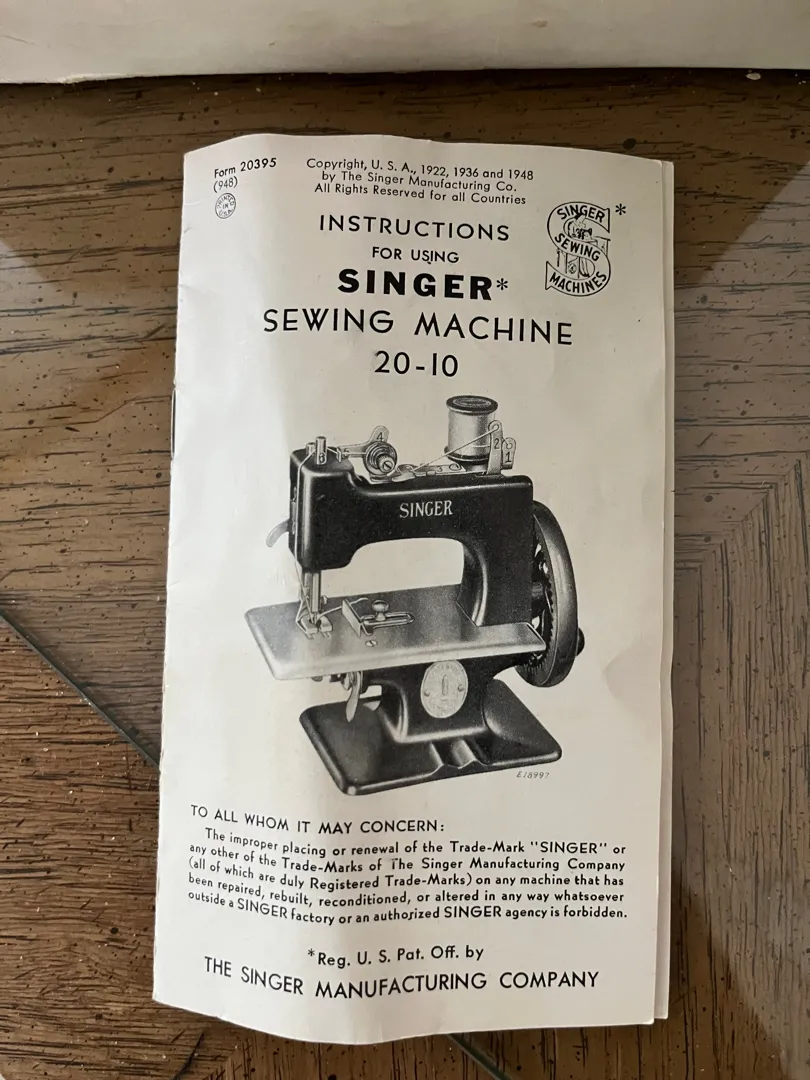 Form 20395
(948)
PRINTED
IN
U.S.A.
Copyright, U. S. A., 1922, 1936 and 1948
by The Singer Manufacturing Co.
All Rights Reserved for all Countries
SINGER*
SEWING
MACHINES
INSTRUCTIONS
FOR USING
SINGER*
SEWING MACHINE
20-10
4
2
1
SINGER
E18997
TO ALL WHOM IT MAY CONCERN:
The improper placing or renewal of the Trade-Mark "SINGER" or
any other of the Trade-Marks of The Singer Manufacturing Company
(all of which are duly Registered Trade-Marks) on any machine that has
been repaired, rebuilt, reconditioned, or altered in any way whatsoever
outside a SINGER factory or an authorized SINGER agency is forbidden.
*Reg. U. S. Pat. Off. by
THE SINGER MANUFACTURING COMPANY